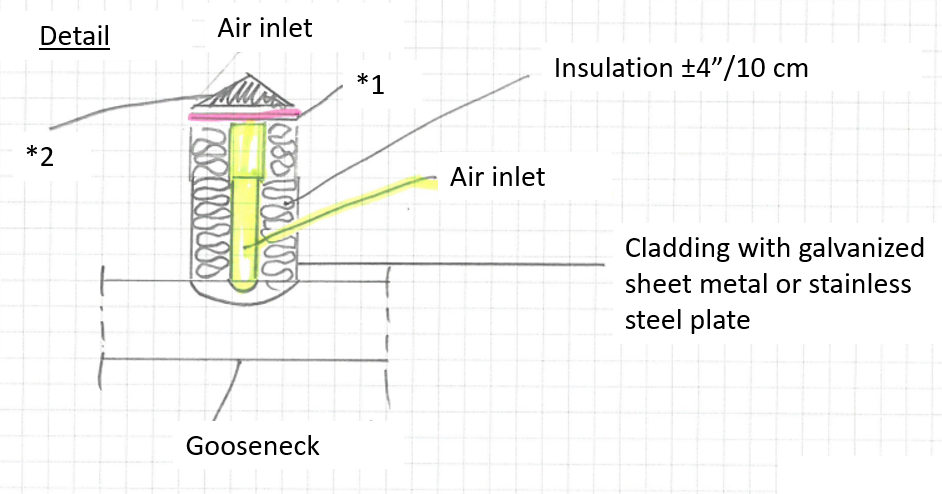 Detail
Air inlet
*1
Insulation ±4”/10 cm
*2
Air inlet
Cladding with galvanized
sheet metal or stainless
steel plate
Gooseneck